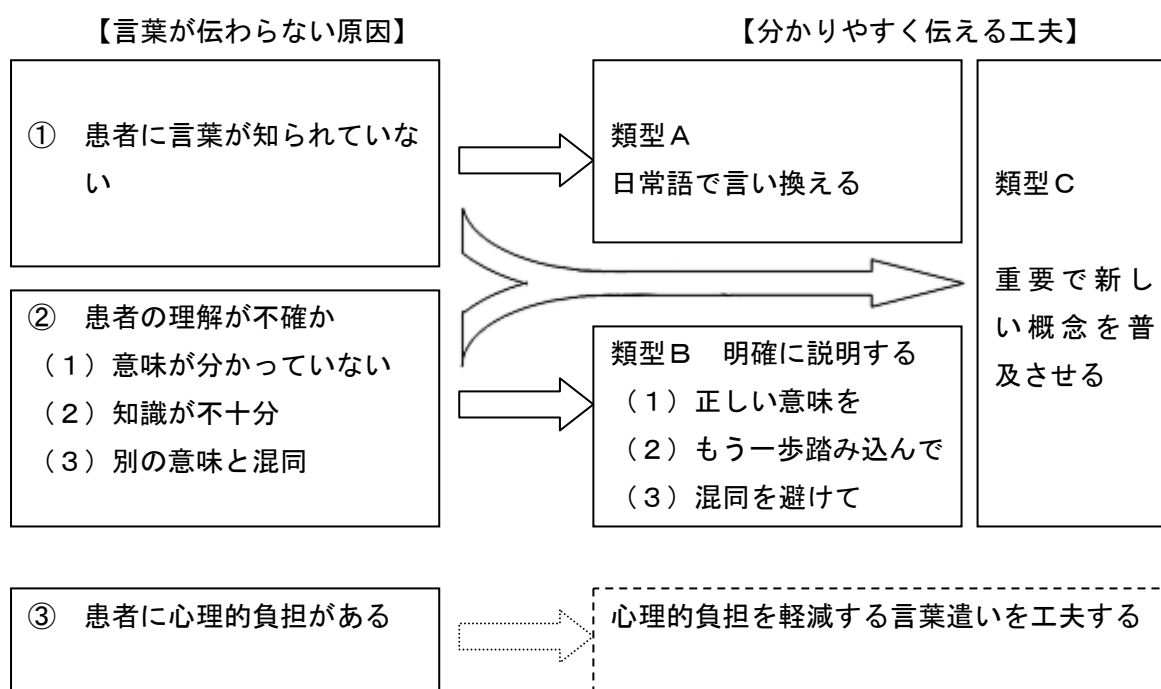 【言葉が伝わらない原因】
【分かりやすく伝える工夫】
① 患者に言葉が知られていな
い
類型A
日常語で言い換える
② 患者の理解が不確か
(1)意味が分かっていない
(2)知識が不十分
(3)別の意味と混同
類型B 明確に説明する
(1)正しい意味を
(2)もう一歩踏み込んで
(3)混同を避けて
類型C
重要で新し
い概念を普
及させる
③ 患者に心理的負担がある
心理的負担を軽減する言葉遣いを工夫する